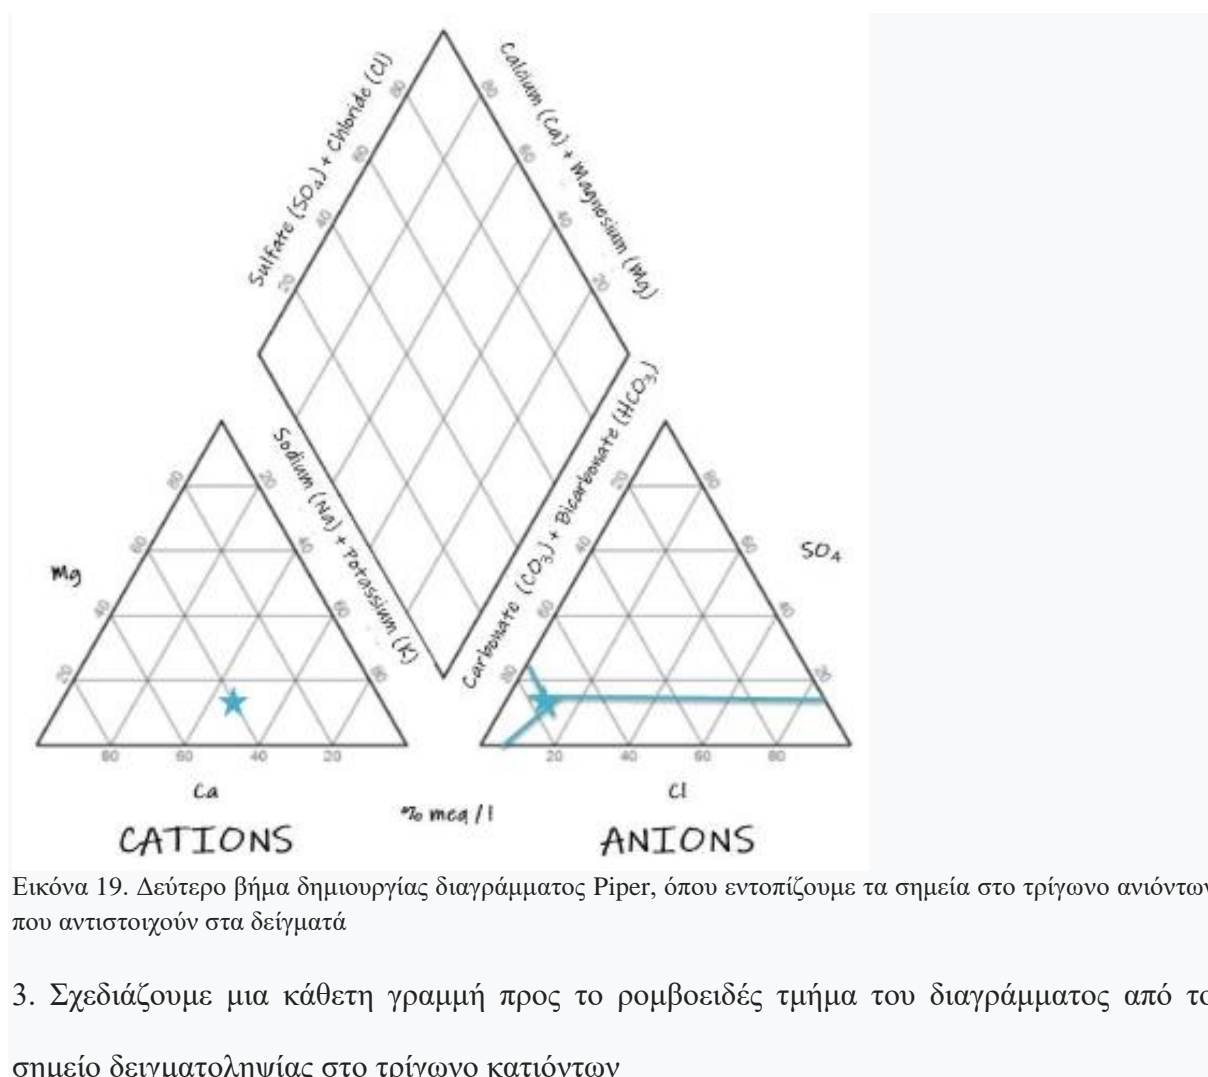 Sulfate (SO₄) + Chloride (Cl)
Calcium (Ca) + Magnesium (Mg)
80
80
60
60
40
40
20
20
Sodium (Na) + Potassium (K)
Carbonate (CO₃) + Bicarbonate (HCO₃)
80
20
20
80
60
40
40
60
Mg
SO₄
40
60
60
40
20
80
80
20
80
60
40
20
20
40
60
80
Ca
Cl
% meq / l
CATIONS
ANIONS
Εικόνα 19. Δεύτερο βήμα δημιουργίας διαγράμματος Piper, όπου εντοπίζουμε τα σημεία στο τρίγωνο ανιόντων
που αντιστοιχούν στα δείγματά
3. Σχεδιάζουμε μια κάθετη γραμμή προς το ρομβοειδές τμήμα του διαγράμματος από το
σημείο δειγματοληψίας στο τρίγωνο κατιόντων